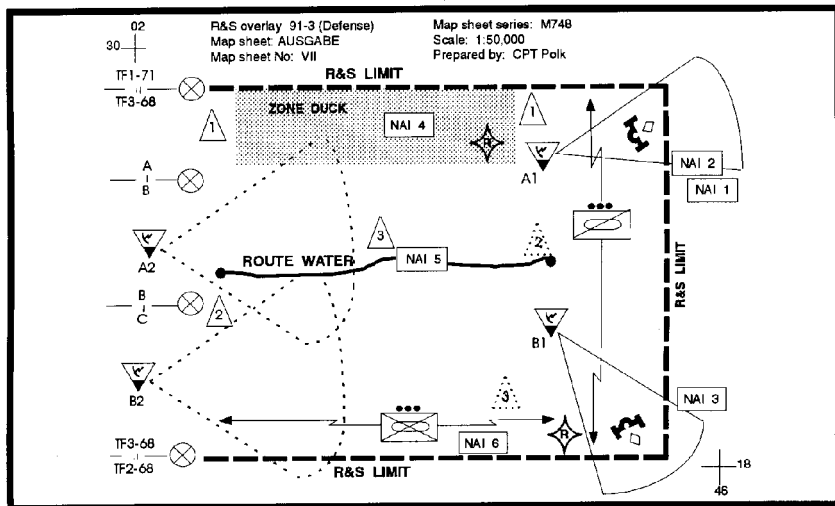 02
30
R&S overlay 91-3 (Defense)
Map sheet: AUSGABE
Map sheet No: VII
Map sheet series: M748
Scale: 1:50,000
Prepared by: CPT Polk
TF1-71
TF3-68
R&S LIMIT
ZONE DUCK
NAI 4
1
1
R
A1
NAI 2
NAI 1
A
B
A2
3
ROUTE WATER
NAI 5
2
R&S LIMIT
B
C
2
B1
B2
3
NAI 3
R
NAI 6
TF3-68
TF2-68
R&S LIMIT
18
46